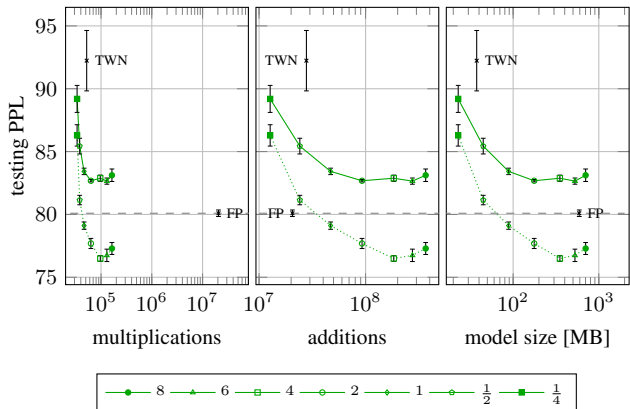 95
90
85
80
75
testing PPL
TWN
FP
TWN
FP
TWN
FP
10^5 10^6 10^7
10^7 10^8
10^2 10^3
multiplications
additions
model size [MB]
8 6 4 2 1 1/2 1/4